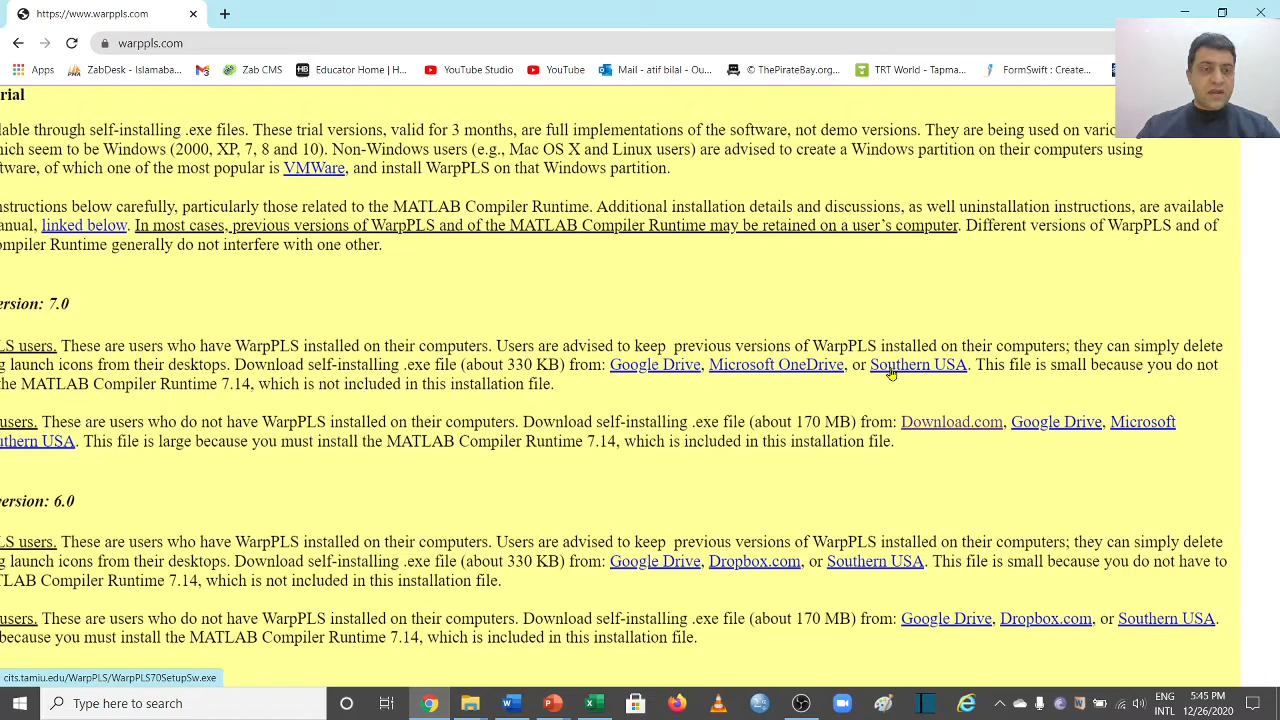 https://www.warppls.com
warppls.com
Apps
ZabDesk - Islamaba...
Zab CMS
Educator Home | H...
YouTube Studio
YouTube
Mail - atif bilal - Ou...
© ThePirateBay.org...
TRT World - Tapma...
FormSwift : Create...
rial
lable through self-installing .exe files. These trial versions, valid for 3 months, are full implementations of the software, not demo versions. They are being used on vario
hich seem to be Windows (2000, XP, 7, 8 and 10). Non-Windows users (e.g., Mac OS X and Linux users) are advised to create a Windows partition on their computers using
ftware, of which one of the most popular is VMWare, and install WarpPLS on that Windows partition.
nstructions below carefully, particularly those related to the MATLAB Compiler Runtime. Additional installation details and discussions, as well uninstallation instructions, are available
anual, linked below. In most cases, previous versions of WarpPLS and of the MATLAB Compiler Runtime may be retained on a user's computer. Different versions of WarpPLS and of
ompiler Runtime generally do not interfere with one other.
ersion: 7.0
LS users. These are users who have WarpPLS installed on their computers. Users are advised to keep previous versions of WarpPLS installed on their computers; they can simply delete
g launch icons from their desktops. Download self-installing .exe file (about 330 KB) from: Google Drive, Microsoft OneDrive, or Southern USA. This file is small because you do not
the MATLAB Compiler Runtime 7.14, which is not included in this installation file.
users. These are users who do not have WarpPLS installed on their computers. Download self-installing .exe file (about 170 MB) from: Download.com, Google Drive, Microsoft
uthern USA. This file is large because you must install the MATLAB Compiler Runtime 7.14, which is included in this installation file.
version: 6.0
LS users. These are users who have WarpPLS installed on their computers. Users are advised to keep previous versions of WarpPLS installed on their computers; they can simply delete
g launch icons from their desktops. Download self-installing .exe file (about 330 KB) from: Google Drive, Dropbox.com, or Southern USA. This file is small because you do not have to
TLAB Compiler Runtime 7.14, which is not included in this installation file.
users. These are users who do not have WarpPLS installed on their computers. Download self-installing .exe file (about 170 MB) from: Google Drive, Dropbox.com, or Southern USA.
because you must install the MATLAB Compiler Runtime 7.14, which is included in this installation file.
cits.tamiu.edu/WarpPLS/WarpPLS70SetupSw.exe
Type here to search
ENG
INTL
5:45 PM
12/26/2020